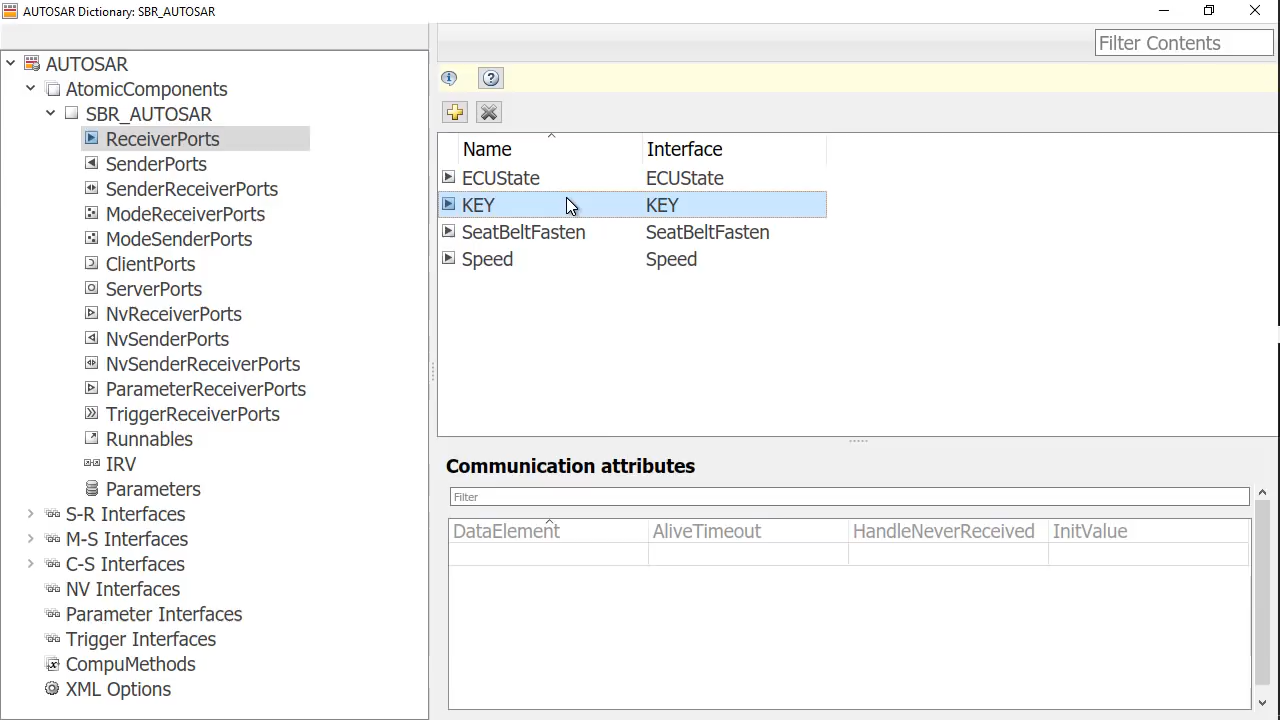 AUTOSAR Dictionary: SBR_AUTOSAR
Filter Contents
AUTOSAR
AtomicComponents
SBR_AUTOSAR
ReceiverPorts
SenderPorts
SenderReceiverPorts
ModeReceiverPorts
ModeSenderPorts
ClientPorts
ServerPorts
NvReceiverPorts
NvSenderPorts
NvSenderReceiverPorts
ParameterReceiverPorts
TriggerReceiverPorts
Runnables
IRV
Parameters
S-R Interfaces
M-S Interfaces
C-S Interfaces
NV Interfaces
Parameter Interfaces
Trigger Interfaces
CompuMethods
XML Options
Name Interface
ECUState ECUState
KEY KEY
SeatBeltFasten SeatBeltFasten
Speed Speed
Communication attributes
Filter
DataElement AliveTimeout HandleNeverReceived InitValue